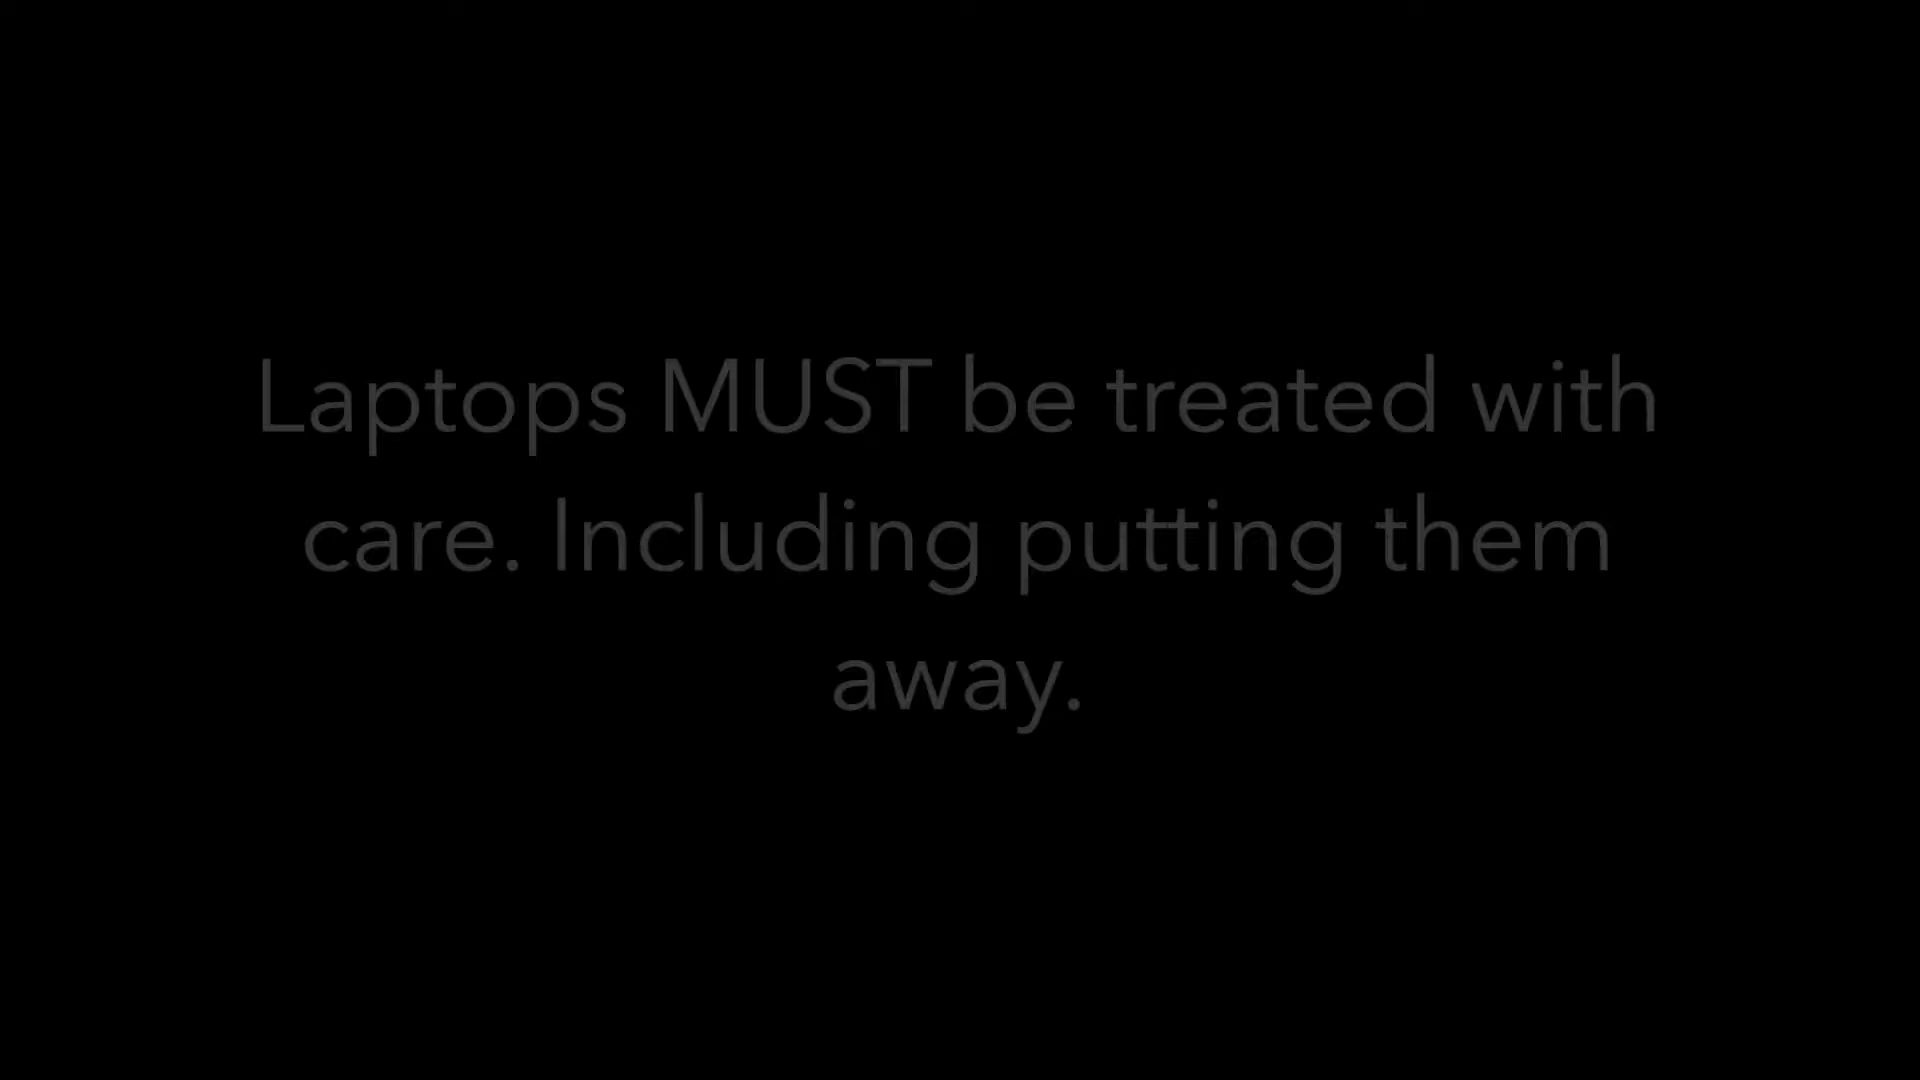 Laptops MUST be treated with
care. Including putting them
away.